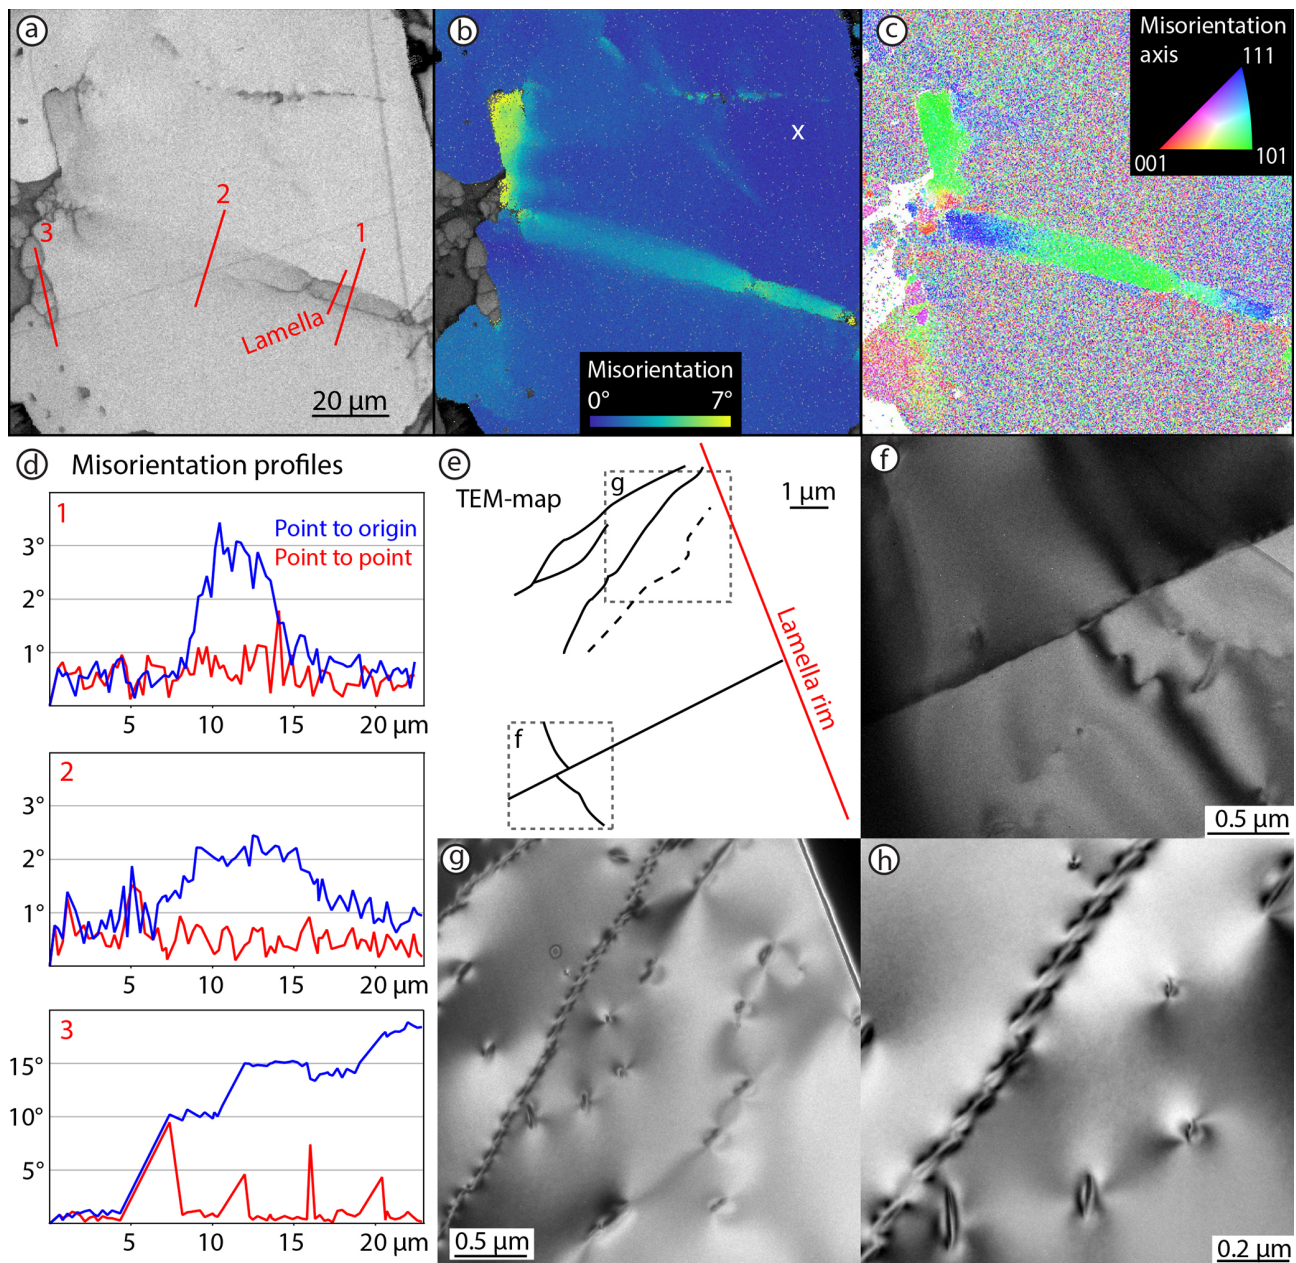 a
2
3
1
Lamella
20 µm
b
x
Misorientation
0° 7°
c
Misorientation
axis
111
001
101
d Misorientation profiles
1
Point to origin
Point to point
3°
2°
1°
5 10 15 20 µm
2
3°
2°
1°
5 10 15 20 µm
3
15°
10°
5°
5 10 15 20 µm
e
TEM-map
g
1 µm
Lamella rim
f
f
0.5 µm
g
0.5 µm
h
0.2 µm